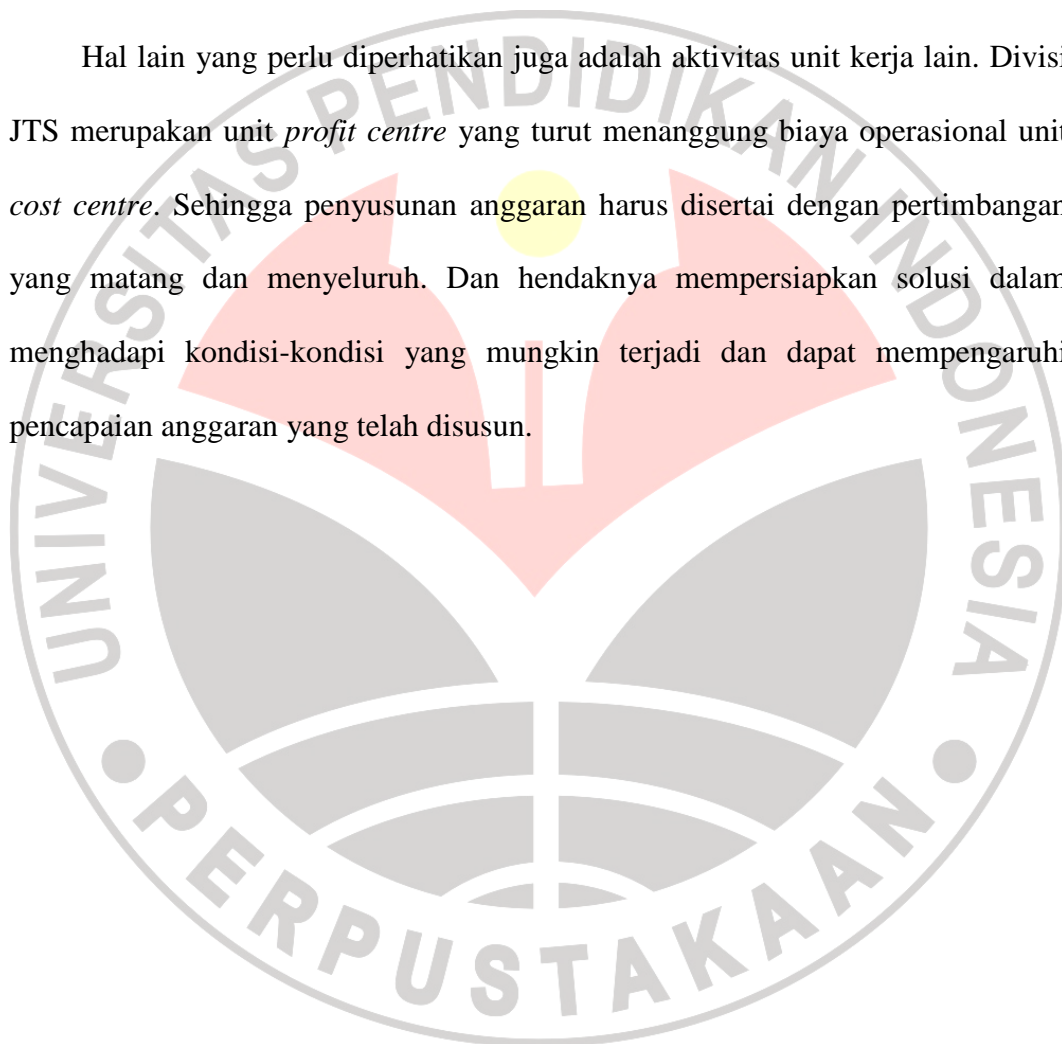 Hal lain yang perlu diperhatikan juga adalah aktivitas unit kerja lain. Divisi
JTS merupakan unit profit centre yang turut menanggung biaya operasional unit
cost centre. Sehingga penyusunan anggaran harus disertai dengan pertimbangan
yang matang dan menyeluruh. Dan hendaknya mempersiapkan solusi dalam
menghadapi kondisi-kondisi yang mungkin terjadi dan dapat mempengaruhi
pencapaian anggaran yang telah disusun.
UNIVERSITAS PENDIDIKAN INDONESIA
PERPUSTAKAAN